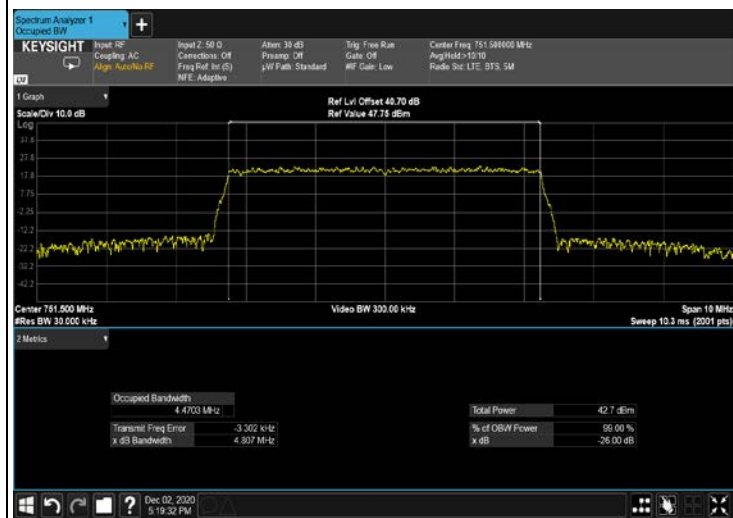 Spectrum Analyzer 1
Occupied BW
KEYSIGHT
Input: RF
Coupling: AC
Align: Auto/No RF
Input Z: 50 Ω
Corrections: Off
Freq Ref: Int (S)
NFE: Adaptive
Atten: 30 dB
Preamp: Off
µW Path: Standard
Trig: Free Run
Gate: Off
#IF Gain: Low
Center Freq: 751.500000 MHz
Avg|Hold:>10/10
Radio Std: LTE, BTS, 5M
1 Graph
Scale/Div 10.0 dB
Ref Lvl Offset 40.70 dB
Ref Value 47.75 dBm
Log
37.8
27.8
17.8
7.75
-2.25
-12.2
-22.2
-32.2
-42.2
Center 751.500 MHz
#Res BW 30.000 kHz
Video BW 300.00 kHz
Span 10 MHz
Sweep 10.3 ms (2001 pts)
2 Metrics
Occupied Bandwidth
4.4703 MHz
Transmit Freq Error -3.302 kHz
x dB Bandwidth 4.807 MHz
Total Power 42.7 dBm
% of OBW Power 99.00 %
x dB -26.00 dB
Dec 02, 2020
5:19:32 PM